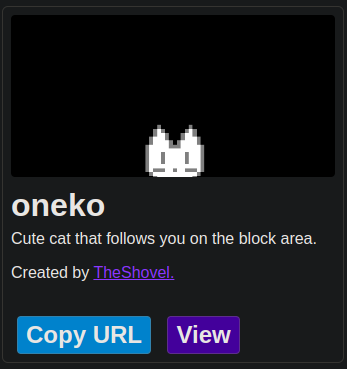 oneko
Cute cat that follows you on the block area.
Created by TheShovel.
Copy URL
View